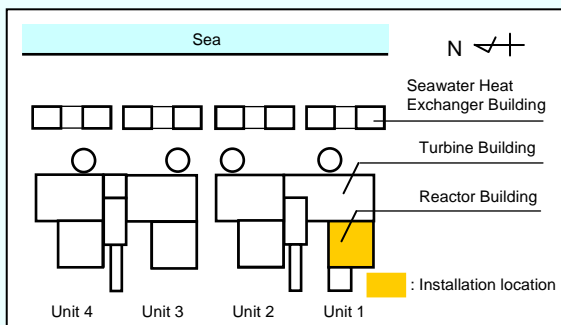 Sea
N
Seawater Heat
Exchanger Building
Turbine Building
Reactor Building
: Installation location
Unit 4 Unit 3 Unit 2 Unit 1